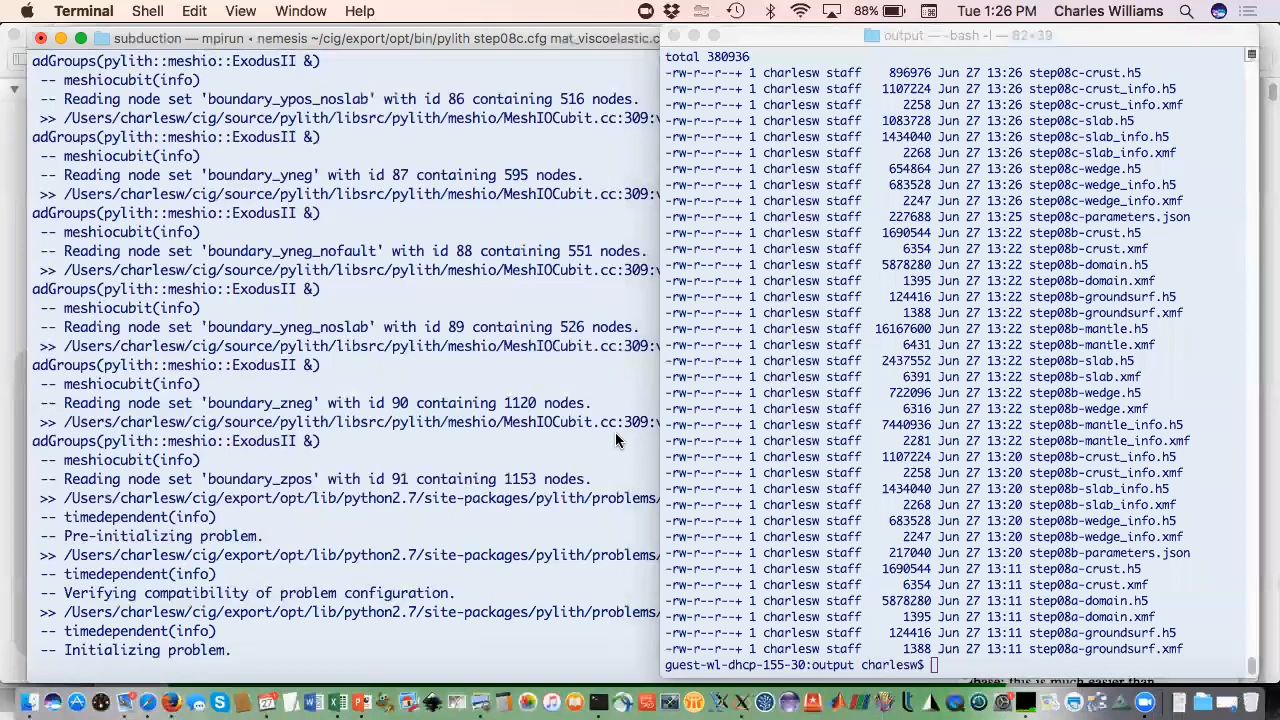 Terminal Shell Edit View Window Help 88% Tue 1:26 PM Charles Williams
subduction — mpirun • nemesis ~/cig/export/opt/bin/pylith step08c.cfg mat_viscoelastic.c
output — -bash -l — 82×39
adGroups(pylith::meshio::ExodusII &)
-- meshiocubit(info)
-- Reading node set 'boundary_ypos_noslab' with id 86 containing 516 nodes.
>> /Users/charlesw/cig/source/pylith/libsrc/pylith/meshio/MeshIOCubit.cc:309:v
adGroups(pylith::meshio::ExodusII &)
-- meshiocubit(info)
-- Reading node set 'boundary_yneg' with id 87 containing 595 nodes.
>> /Users/charlesw/cig/source/pylith/libsrc/pylith/meshio/MeshIOCubit.cc:309:v
adGroups(pylith::meshio::ExodusII &)
-- meshiocubit(info)
-- Reading node set 'boundary_yneg_nofault' with id 88 containing 551 nodes.
>> /Users/charlesw/cig/source/pylith/libsrc/pylith/meshio/MeshIOCubit.cc:309:v
adGroups(pylith::meshio::ExodusII &)
-- meshiocubit(info)
-- Reading node set 'boundary_yneg_noslab' with id 89 containing 526 nodes.
>> /Users/charlesw/cig/source/pylith/libsrc/pylith/meshio/MeshIOCubit.cc:309:v
adGroups(pylith::meshio::ExodusII &)
-- meshiocubit(info)
-- Reading node set 'boundary_zneg' with id 90 containing 1120 nodes.
>> /Users/charlesw/cig/source/pylith/libsrc/pylith/meshio/MeshIOCubit.cc:309:v
adGroups(pylith::meshio::ExodusII &)
-- meshiocubit(info)
-- Reading node set 'boundary_zpos' with id 91 containing 1153 nodes.
>> /Users/charlesw/cig/export/opt/lib/python2.7/site-packages/pylith/problems/
-- timedependent(info)
-- Pre-initializing problem.
>> /Users/charlesw/cig/export/opt/lib/python2.7/site-packages/pylith/problems/
-- timedependent(info)
-- Verifying compatibility of problem configuration.
>> /Users/charlesw/cig/export/opt/lib/python2.7/site-packages/pylith/problems/
-- timedependent(info)
-- Initializing problem.
total 380936
-rw-r--r--+ 1 charlesw staff 896976 Jun 27 13:26 step08c-crust.h5
-rw-r--r--+ 1 charlesw staff 1107224 Jun 27 13:26 step08c-crust_info.h5
-rw-r--r--+ 1 charlesw staff 2258 Jun 27 13:26 step08c-crust_info.xmf
-rw-r--r--+ 1 charlesw staff 1083728 Jun 27 13:26 step08c-slab.h5
-rw-r--r--+ 1 charlesw staff 1434040 Jun 27 13:26 step08c-slab_info.h5
-rw-r--r--+ 1 charlesw staff 2268 Jun 27 13:26 step08c-slab_info.xmf
-rw-r--r--+ 1 charlesw staff 654864 Jun 27 13:26 step08c-wedge.h5
-rw-r--r--+ 1 charlesw staff 683528 Jun 27 13:26 step08c-wedge_info.h5
-rw-r--r--+ 1 charlesw staff 2247 Jun 27 13:26 step08c-wedge_info.xmf
-rw-r--r--+ 1 charlesw staff 227688 Jun 27 13:25 step08c-parameters.json
-rw-r--r--+ 1 charlesw staff 1690544 Jun 27 13:22 step08b-crust.h5
-rw-r--r--+ 1 charlesw staff 6354 Jun 27 13:22 step08b-crust.xmf
-rw-r--r--+ 1 charlesw staff 5878280 Jun 27 13:22 step08b-domain.h5
-rw-r--r--+ 1 charlesw staff 1395 Jun 27 13:22 step08b-domain.xmf
-rw-r--r--+ 1 charlesw staff 124416 Jun 27 13:22 step08b-groundsurf.h5
-rw-r--r--+ 1 charlesw staff 1388 Jun 27 13:22 step08b-groundsurf.xmf
-rw-r--r--+ 1 charlesw staff 16167600 Jun 27 13:22 step08b-mantle.h5
-rw-r--r--+ 1 charlesw staff 6431 Jun 27 13:22 step08b-mantle.xmf
-rw-r--r--+ 1 charlesw staff 2437552 Jun 27 13:22 step08b-slab.h5
-rw-r--r--+ 1 charlesw staff 6391 Jun 27 13:22 step08b-slab.xmf
-rw-r--r--+ 1 charlesw staff 722096 Jun 27 13:22 step08b-wedge.h5
-rw-r--r--+ 1 charlesw staff 6316 Jun 27 13:22 step08b-wedge.xmf
-rw-r--r--+ 1 charlesw staff 7440936 Jun 27 13:22 step08b-mantle_info.h5
-rw-r--r--+ 1 charlesw staff 2281 Jun 27 13:22 step08b-mantle_info.xmf
-rw-r--r--+ 1 charlesw staff 1107224 Jun 27 13:20 step08b-crust_info.h5
-rw-r--r--+ 1 charlesw staff 2258 Jun 27 13:20 step08b-crust_info.xmf
-rw-r--r--+ 1 charlesw staff 1434040 Jun 27 13:20 step08b-slab_info.h5
-rw-r--r--+ 1 charlesw staff 2268 Jun 27 13:20 step08b-slab_info.xmf
-rw-r--r--+ 1 charlesw staff 683528 Jun 27 13:20 step08b-wedge_info.h5
-rw-r--r--+ 1 charlesw staff 2247 Jun 27 13:20 step08b-wedge_info.xmf
-rw-r--r--+ 1 charlesw staff 217040 Jun 27 13:20 step08b-parameters.json
-rw-r--r--+ 1 charlesw staff 1690544 Jun 27 13:11 step08a-crust.h5
-rw-r--r--+ 1 charlesw staff 6354 Jun 27 13:11 step08a-crust.xmf
-rw-r--r--+ 1 charlesw staff 5878280 Jun 27 13:11 step08a-domain.h5
-rw-r--r--+ 1 charlesw staff 1395 Jun 27 13:11 step08a-domain.xmf
-rw-r--r--+ 1 charlesw staff 124416 Jun 27 13:11 step08a-groundsurf.h5
-rw-r--r--+ 1 charlesw staff 1388 Jun 27 13:11 step08a-groundsurf.xmf
guest-wl-dhcp-155-30:output charlesw$